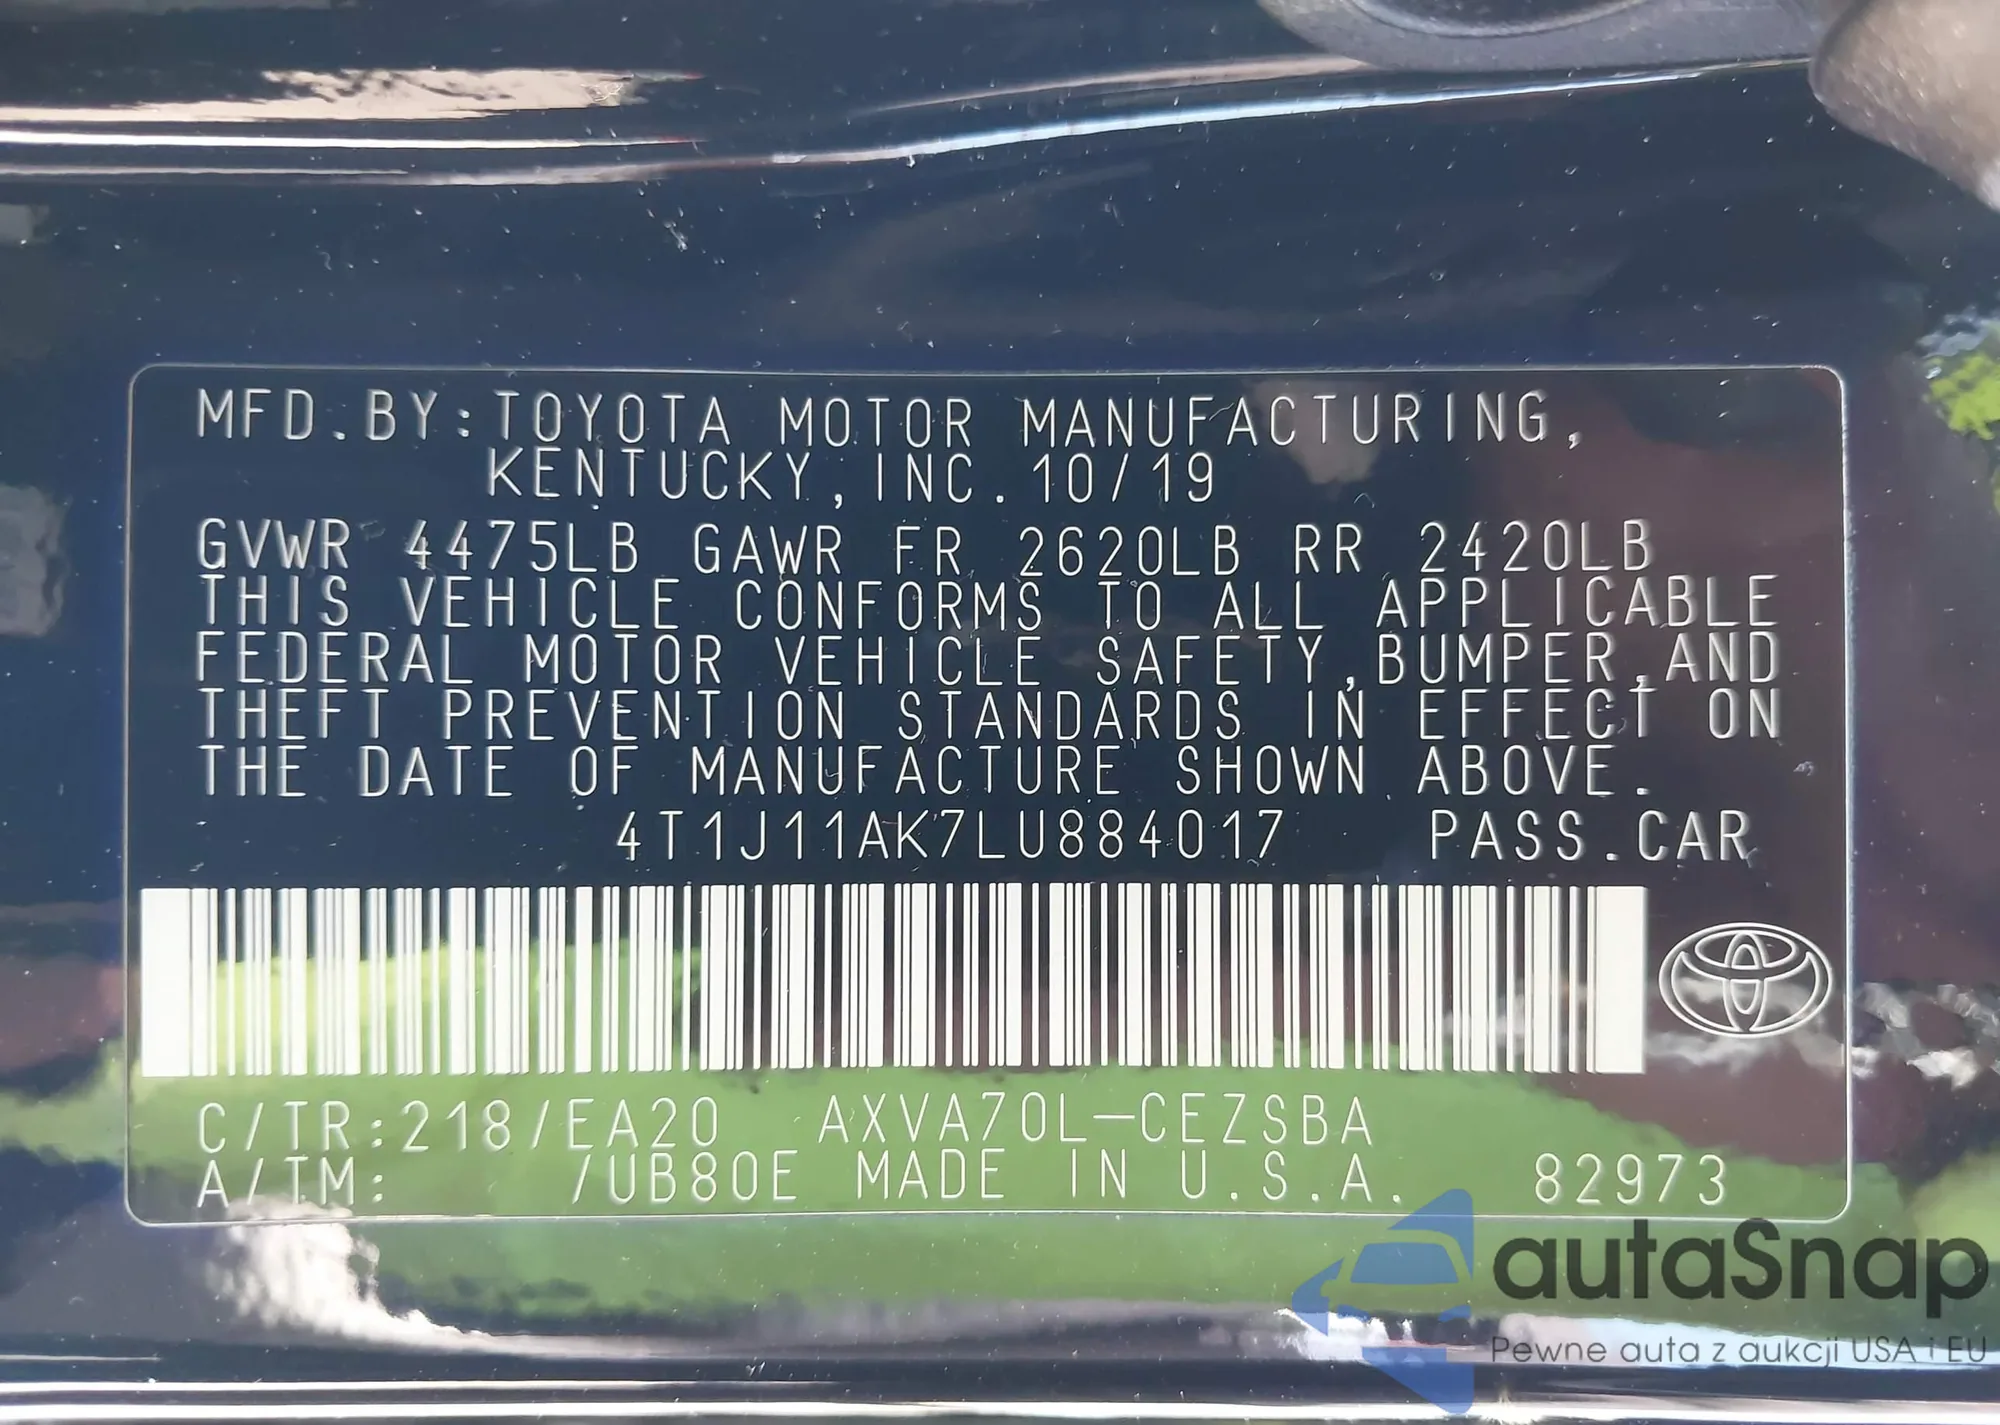 MFD.BY:TOYOTA MOTOR MANUFACTURING,
KENTUCKY,INC.10/19
GVWR 4475LB GAWR FR 2620LB RR 2420LB
THIS VEHICLE CONFORMS TO ALL APPLICABLE
FEDERAL MOTOR VEHICLE SAFETY,BUMPER,AND
THEFT PREVENTION STANDARDS IN EFFECT ON
THE DATE OF MANUFACTURE SHOWN ABOVE.
4T1J11AK7LU884017 PASS.CAR
C/TR:218/EA20 AXVA70L-CEZSBA
A/TM: /UB80E MADE IN U.S.A. 82973
autaSnap
Pewne auta z aukcji USA i EU